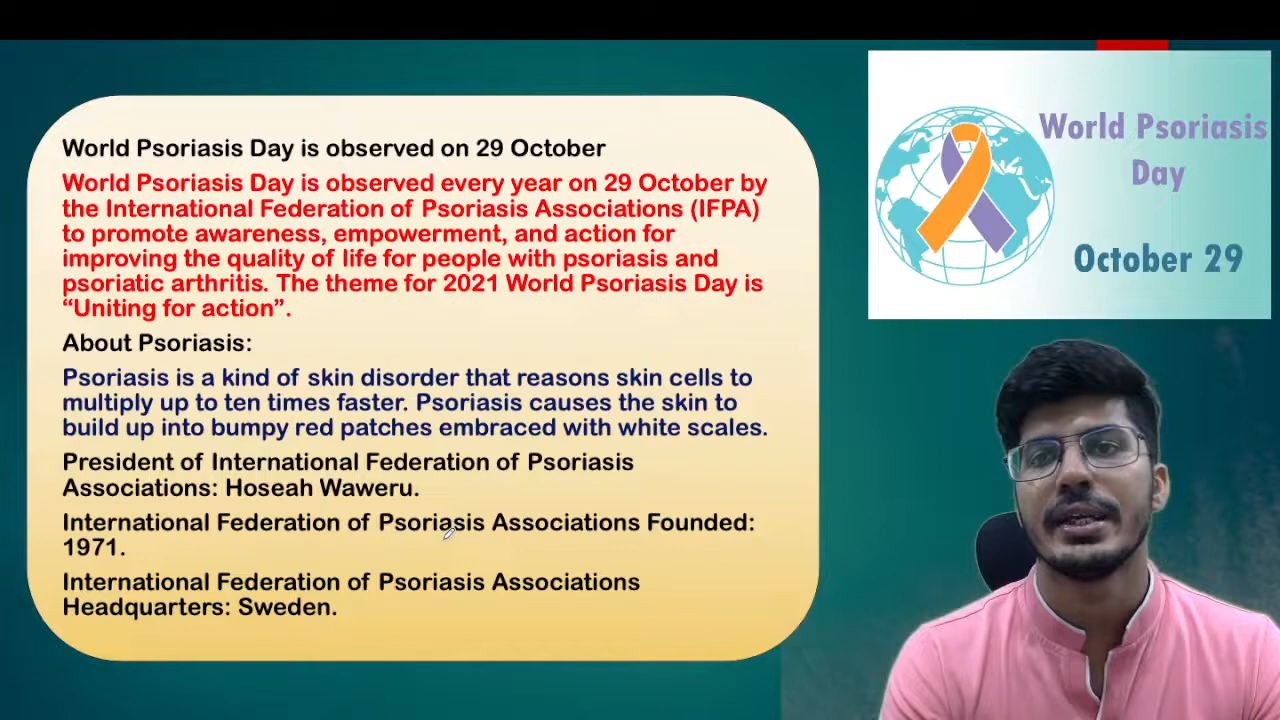 World Psoriasis Day is observed on 29 October
World Psoriasis Day is observed every year on 29 October by
the International Federation of Psoriasis Associations (IFPA)
to promote awareness, empowerment, and action for
improving the quality of life for people with psoriasis and
psoriatic arthritis. The theme for 2021 World Psoriasis Day is
“Uniting for action”.
About Psoriasis:
Psoriasis is a kind of skin disorder that reasons skin cells to
multiply up to ten times faster. Psoriasis causes the skin to
build up into bumpy red patches embraced with white scales.
President of International Federation of Psoriasis
Associations: Hoseah Waweru.
International Federation of Psoriasis Associations Founded:
1971.
International Federation of Psoriasis Associations
Headquarters: Sweden.
World Psoriasis
Day
October 29